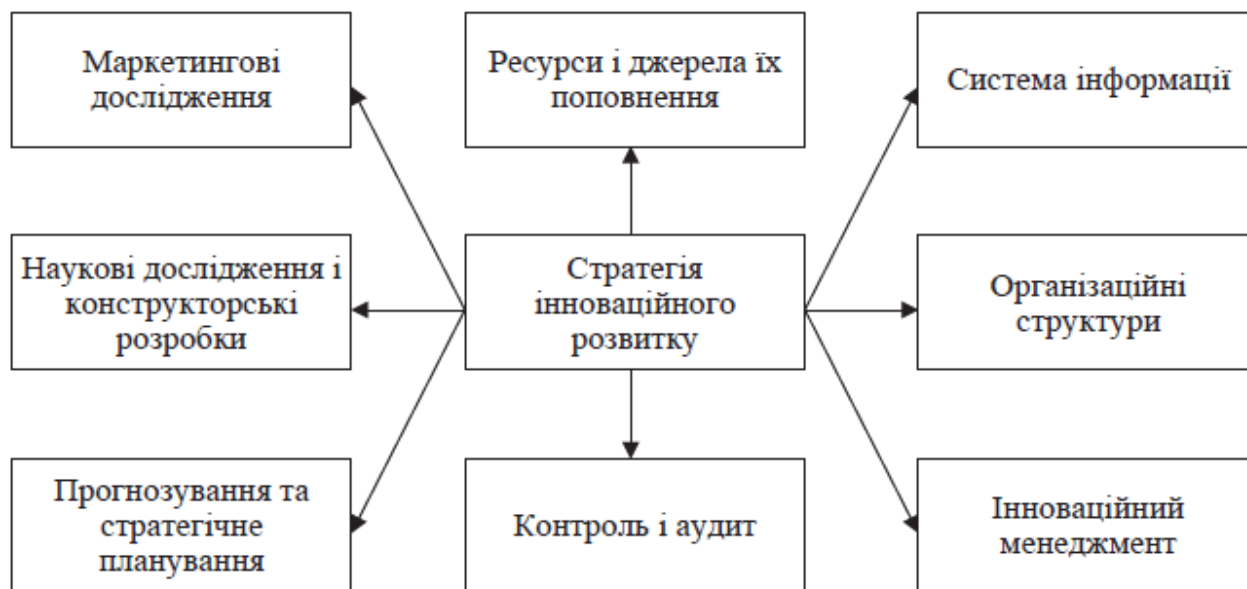 Маркетингові
дослідження
Ресурси і джерела їх
поповнення
Система інформації
Наукові дослідження і
конструкторські
розробки
Стратегія
інноваційного
розвитку
Організаційні
структури
Прогнозування та
стратегічне
планування
Контроль і аудит
Інноваційний
менеджмент